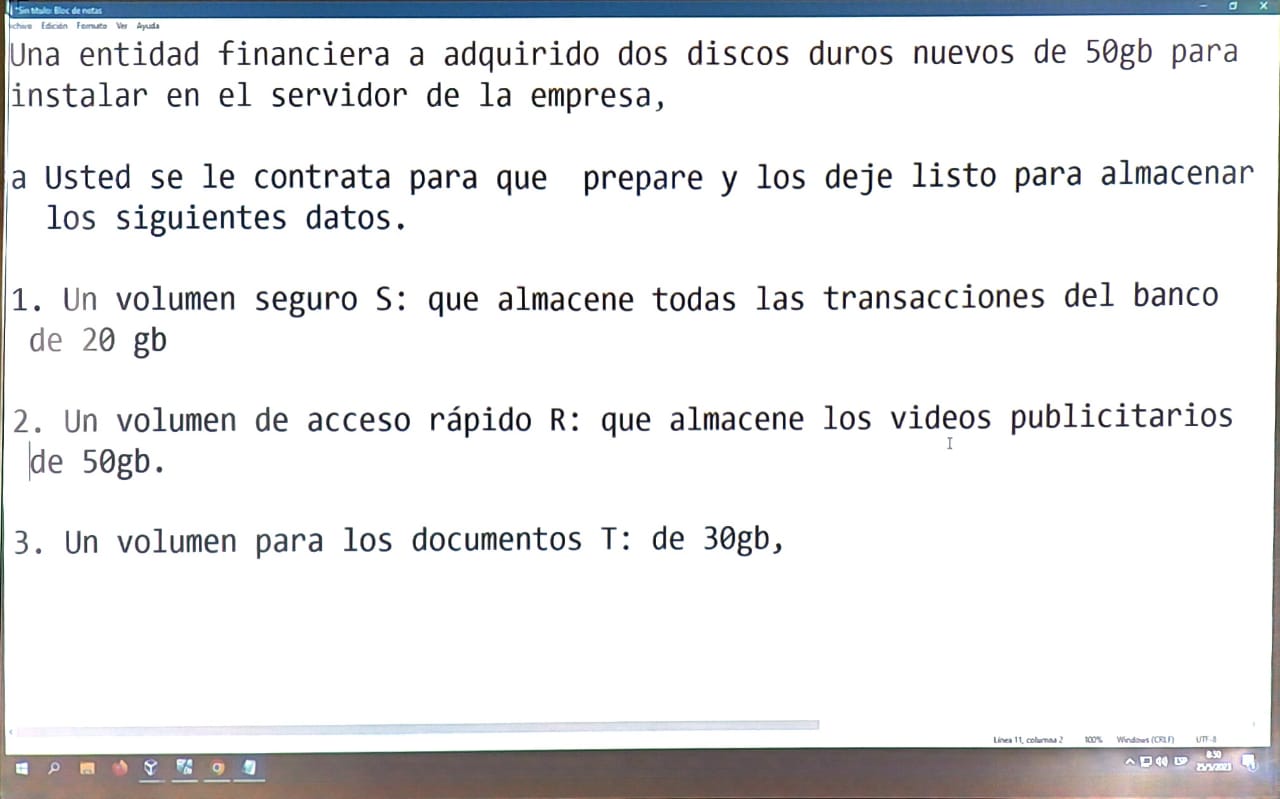 *Sin título: Bloc de notas
Edición Formato Ver Ayuda
Una entidad financiera a adquirido dos discos duros nuevos de 50gb para
instalar en el servidor de la empresa,
a Usted se le contrata para que prepare y los deje listo para almacenar
los siguientes datos.
1. Un volumen seguro S: que almacene todas las transacciones del banco
de 20 gb
2. Un volumen de acceso rápido R: que almacene los videos publicitarios
de 50gb.
3. Un volumen para los documentos T: de 30gb,
Línea 11, columna 2 100% Windows (CRLF) UTF-8
ESP 8:30
25/5/2023